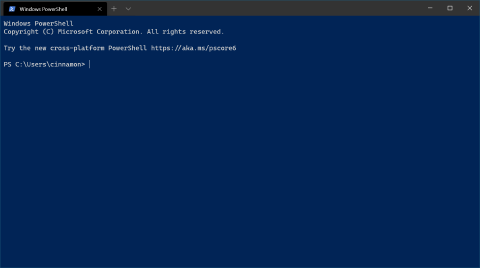 Windows PowerShell
Windows PowerShell
Copyright (C) Microsoft Corporation. All rights reserved.
Try the new cross-platform PowerShell https://aka.ms/pscore6
PS C:\Users\cinnamon>